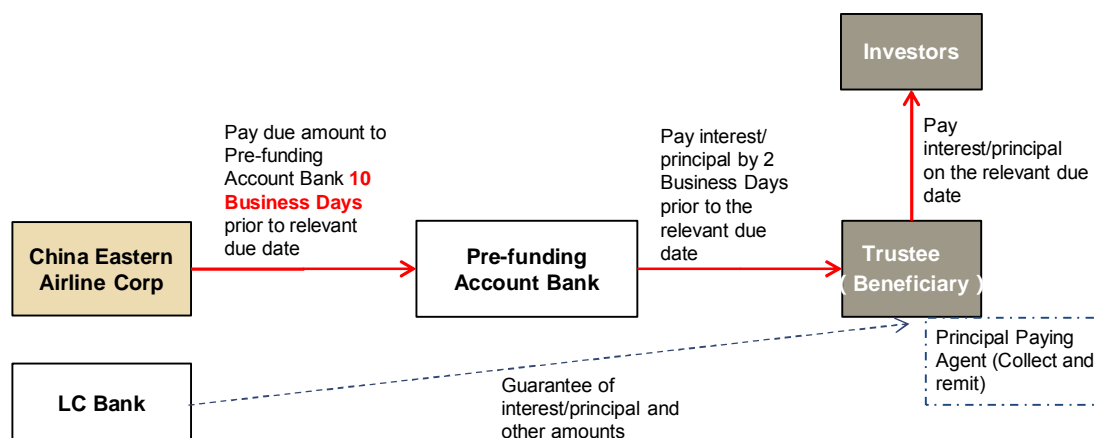 Investors
Pay due amount to
Pre-funding
Account Bank 10
Business Days
prior to relevant
due date
Pay interest/
principal by 2
Business Days
prior to the
relevant due
date
Pay
interest/principal
on the relevant due
date
China Eastern
Airline Corp
Pre-funding
Account Bank
Trustee
( Beneficiary )
Principal Paying
Agent (Collect and
remit)
LC Bank
Guarantee of
interest/principal and
other amounts